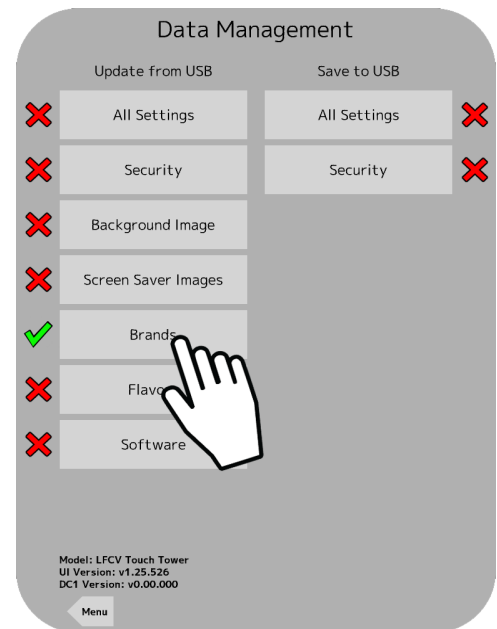 Data Management
Update from USB
Save to USB
All Settings
All Settings
Security
Security
Background Image
Screen Saver Images
Brands
Flavo
Software
Model: LFCV Touch Tower
UI Version: v1.25.526
DC1 Version: v0.00.000
Menu